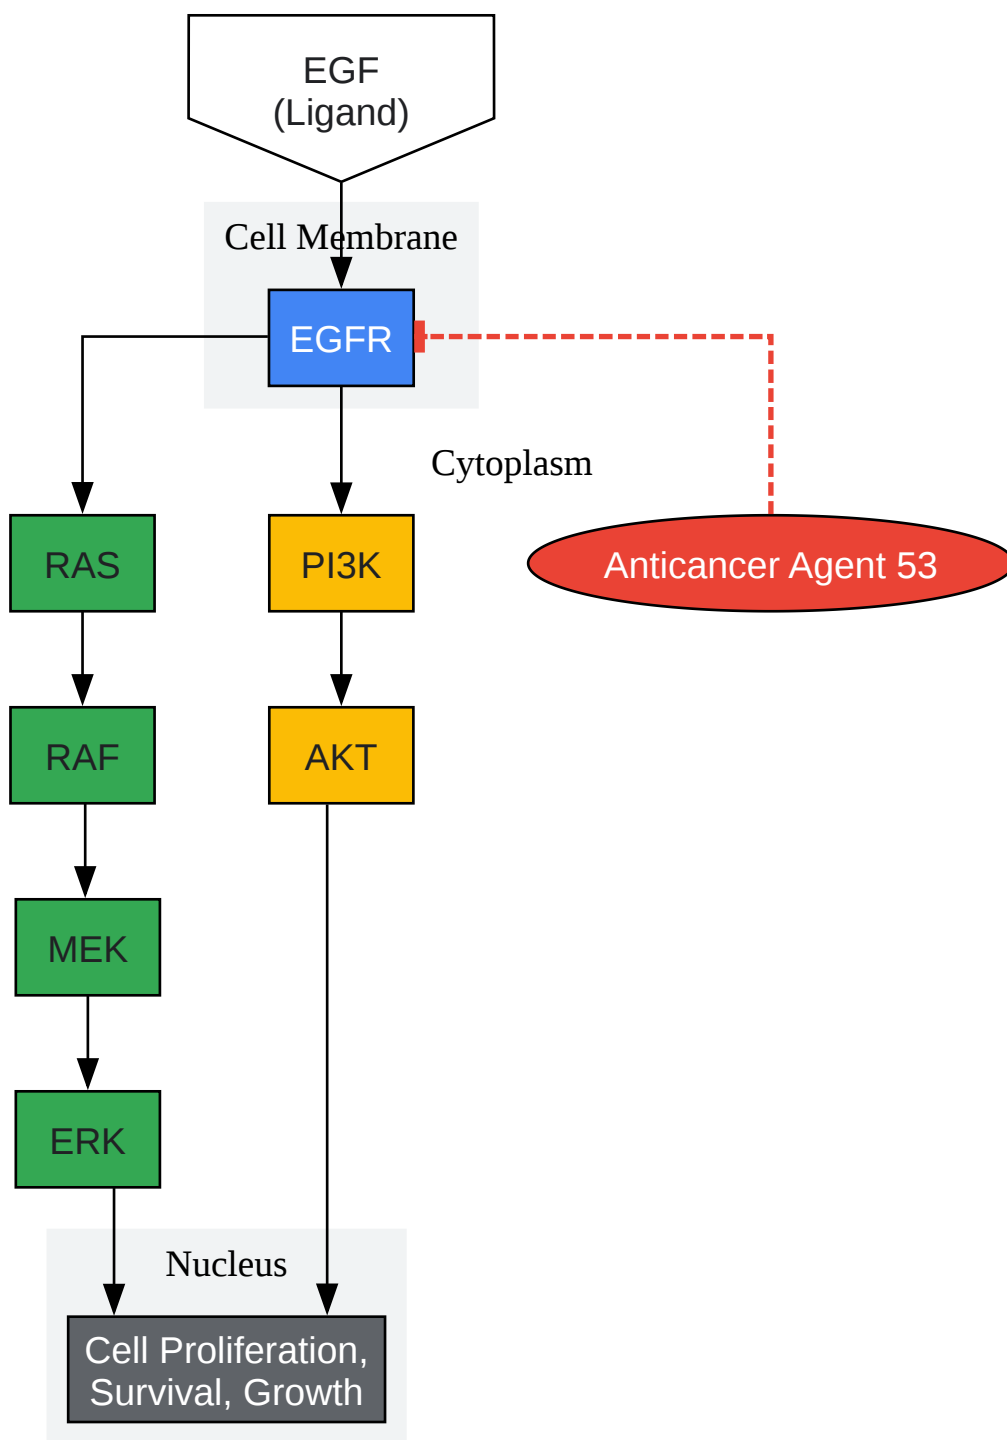 EGF
(Ligand)
Cell Membrane
EGFR
Cytoplasm
RAS
PI3K
Anticancer Agent 53
RAF
AKT
MEK
ERK
Nucleus
Cell Proliferation,
Survival, Growth